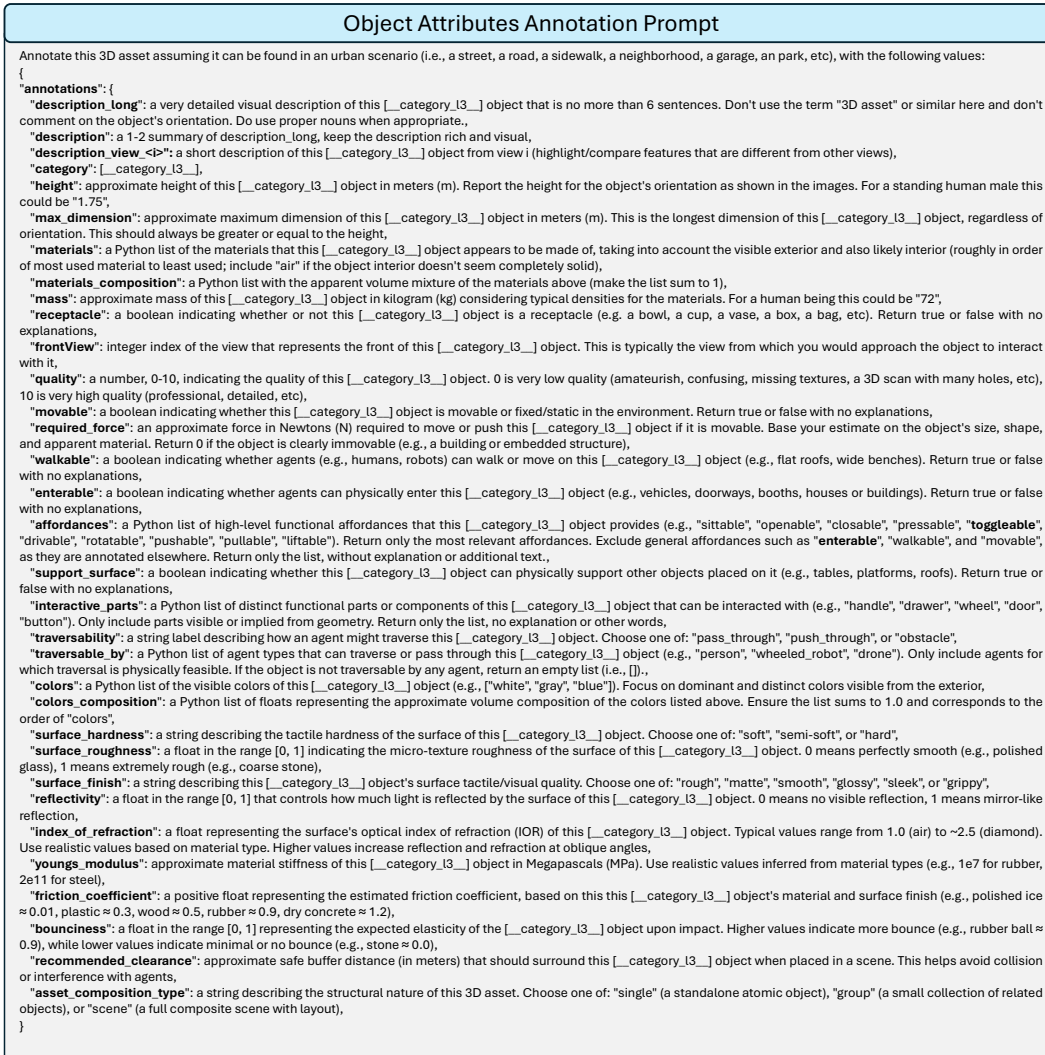 Object Attributes Annotation Prompt
Annotate this 3D asset assuming it can be found in an urban scenario (i.e., a street, a road, a sidewalk, a neighborhood, a garage, an park, etc), with the following values:
{
"annotations": {
"description_long": a very detailed visual description of this [__category_l3__] object that is no more than 6 sentences. Don't use the term "3D asset" or similar here and don't
comment on the object's orientation. Do use proper nouns when appropriate.,
"description": a 1-2 summary of description_long, keep the description rich and visual,
"description_view_<i>": a short description of this [__category_l3__] object from view i (highlight/compare features that are different from other views),
"category": [__category_l3__],
"height": approximate height of this [__category_l3__] object in meters (m). Report the height for the object's orientation as shown in the images. For a standing human male this
could be "1.75",
"max_dimension": approximate maximum dimension of this [__category_l3__] object in meters (m). This is the longest dimension of this [__category_l3__] object, regardless of
orientation. This should always be greater or equal to the height,
"materials": a Python list of the materials that this [__category_l3__] object appears to be made of, taking into account the visible exterior and also likely interior (roughly in order
of most used material to least used; include "air" if the object interior doesn't seem completely solid),
"materials_composition": a Python list with the apparent volume mixture of the materials above (make the list sum to 1),
"mass": approximate mass of this [__category_l3__] object in kilogram (kg) considering typical densities for the materials. For a human being this could be "72",
"receptacle": a boolean indicating whether or not this [__category_l3__] object is a receptacle (e.g. a bowl, a cup, a vase, a box, a bag, etc). Return true or false with no
explanations,
"frontView": integer index of the view that represents the front of this [__category_l3__] object. This is typically the view from which you would approach the object to interact
with it,
"quality": a number, 0-10, indicating the quality of this [__category_l3__] object. 0 is very low quality (amateurish, confusing, missing textures, a 3D scan with many holes, etc),
10 is very high quality (professional, detailed, etc),
"movable": a boolean indicating whether this [__category_l3__] object is movable or fixed/static in the environment. Return true or false with no explanations,
"required_force": an approximate force in Newtons (N) required to move or push this [__category_l3__] object if it is movable. Base your estimate on the object's size, shape,
and apparent material. Return 0 if the object is clearly immovable (e.g., a building or embedded structure),
"walkable": a boolean indicating whether agents (e.g., humans, robots) can walk or move on this [__category_l3__] object (e.g., flat roofs, wide benches). Return true or false
with no explanations,
"enterable": a boolean indicating whether agents can physically enter this [__category_l3__] object (e.g., vehicles, doorways, booths, houses or buildings). Return true or false
with no explanations,
"affordances": a Python list of high-level functional affordances that this [__category_l3__] object provides (e.g., "sittable", "openable", "closable", "pressable", "toggleable",
"drivable", "rotatable", "pushable", "pullable", "liftable"). Return only the most relevant affordances. Exclude general affordances such as "enterable", "walkable", and "movable",
as they are annotated elsewhere. Return only the list, without explanation or additional text.,
"support_surface": a boolean indicating whether this [__category_l3__] object can physically support other objects placed on it (e.g., tables, platforms, roofs). Return true or
false with no explanations,
"interactive_parts": a Python list of distinct functional parts or components of this [__category_l3__] object that can be interacted with (e.g., "handle", "drawer", "wheel", "door",
"button"). Only include parts visible or implied from geometry. Return only the list, no explanation or other words,
"traversability": a string label describing how an agent might traverse this [__category_l3__] object. Choose one of: "pass_through", "push_through", or "obstacle",
"traversable_by": a Python list of agent types that can traverse or pass through this [__category_l3__] object (e.g., "person", "wheeled_robot", "drone"). Only include agents for
which traversal is physically feasible. If the object is not traversable by any agent, return an empty list (i.e., []).,
"colors": a Python list of the visible colors of this [__category_l3__] object (e.g., ["white", "gray", "blue"]). Focus on dominant and distinct colors visible from the exterior,
"colors_composition": a Python list of floats representing the approximate volume composition of the colors listed above. Ensure the list sums to 1.0 and corresponds to the
order of "colors",
"surface_hardness": a string describing the tactile hardness of the surface of this [__category_l3__] object. Choose one of: "soft", "semi-soft", or "hard",
"surface_roughness": a float in the range [0, 1] indicating the micro-texture roughness of the surface of this [__category_l3__] object. 0 means perfectly smooth (e.g., polished
glass), 1 means extremely rough (e.g., coarse stone),
"surface_finish": a string describing this [__category_l3__] object's surface tactile/visual quality. Choose one of: "rough", "matte", "smooth", "glossy", "sleek", or "grippy",
"reflectivity": a float in the range [0, 1] that controls how much light is reflected by the surface of this [__category_l3__] object. 0 means no visible reflection, 1 means mirror-like
reflection,
"index_of_refraction": a float representing the surface's optical index of refraction (IOR) of this [__category_l3__] object. Typical values range from 1.0 (air) to ~2.5 (diamond).
Use realistic values based on material type. Higher values increase reflection and refraction at oblique angles,
"youngs_modulus": approximate material stiffness of this [__category_l3__] object in Megapascals (MPa). Use realistic values inferred from material types (e.g., 1e7 for rubber,
2e11 for steel),
"friction_coefficient": a positive float representing the estimated friction coefficient, based on this this [__category_l3__] object's material and surface finish (e.g., polished ice
≈ 0.01, plastic ≈ 0.3, wood ≈ 0.5, rubber ≈ 0.9, dry concrete ≈ 1.2),
"bounciness": a float in the range [0, 1] representing the expected elasticity of the [__category_l3__] object upon impact. Higher values indicate more bounce (e.g., rubber ball ≈
0.9), while lower values indicate minimal or no bounce (e.g., stone ≈ 0.0),
"recommended_clearance": approximate safe buffer distance (in meters) that should surround this [__category_l3__] object when placed in a scene. This helps avoid collision
or interference with agents,
"asset_composition_type": a string describing the structural nature of this 3D asset. Choose one of: "single" (a standalone atomic object), "group" (a small collection of related
objects), or "scene" (a full composite scene with layout),
}